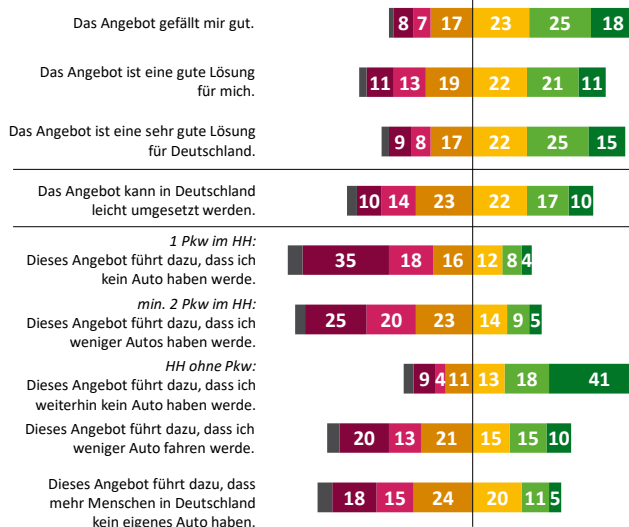 Das Angebot gefällt mir gut.
8 7 17 23 25 18
Das Angebot ist eine gute Lösung
für mich.
11 13 19 22 21 11
Das Angebot ist eine sehr gute Lösung
für Deutschland.
9 8 17 22 25 15
Das Angebot kann in Deutschland
leicht umgesetzt werden.
10 14 23 22 17 10
1 Pkw im HH:
Dieses Angebot führt dazu, dass ich
kein Auto haben werde.
35 18 16 12 8 4
min. 2 Pkw im HH:
Dieses Angebot führt dazu, dass ich
weniger Autos haben werde.
25 20 23 14 9 5
HH ohne Pkw:
Dieses Angebot führt dazu, dass ich
weiterhin kein Auto haben werde.
9 4 11 13 18 41
Dieses Angebot führt dazu, dass ich
weniger Auto fahren werde.
20 13 21 15 15 10
Dieses Angebot führt dazu, dass
mehr Menschen in Deutschland
kein eigenes Auto haben.
18 15 24 20 11 5